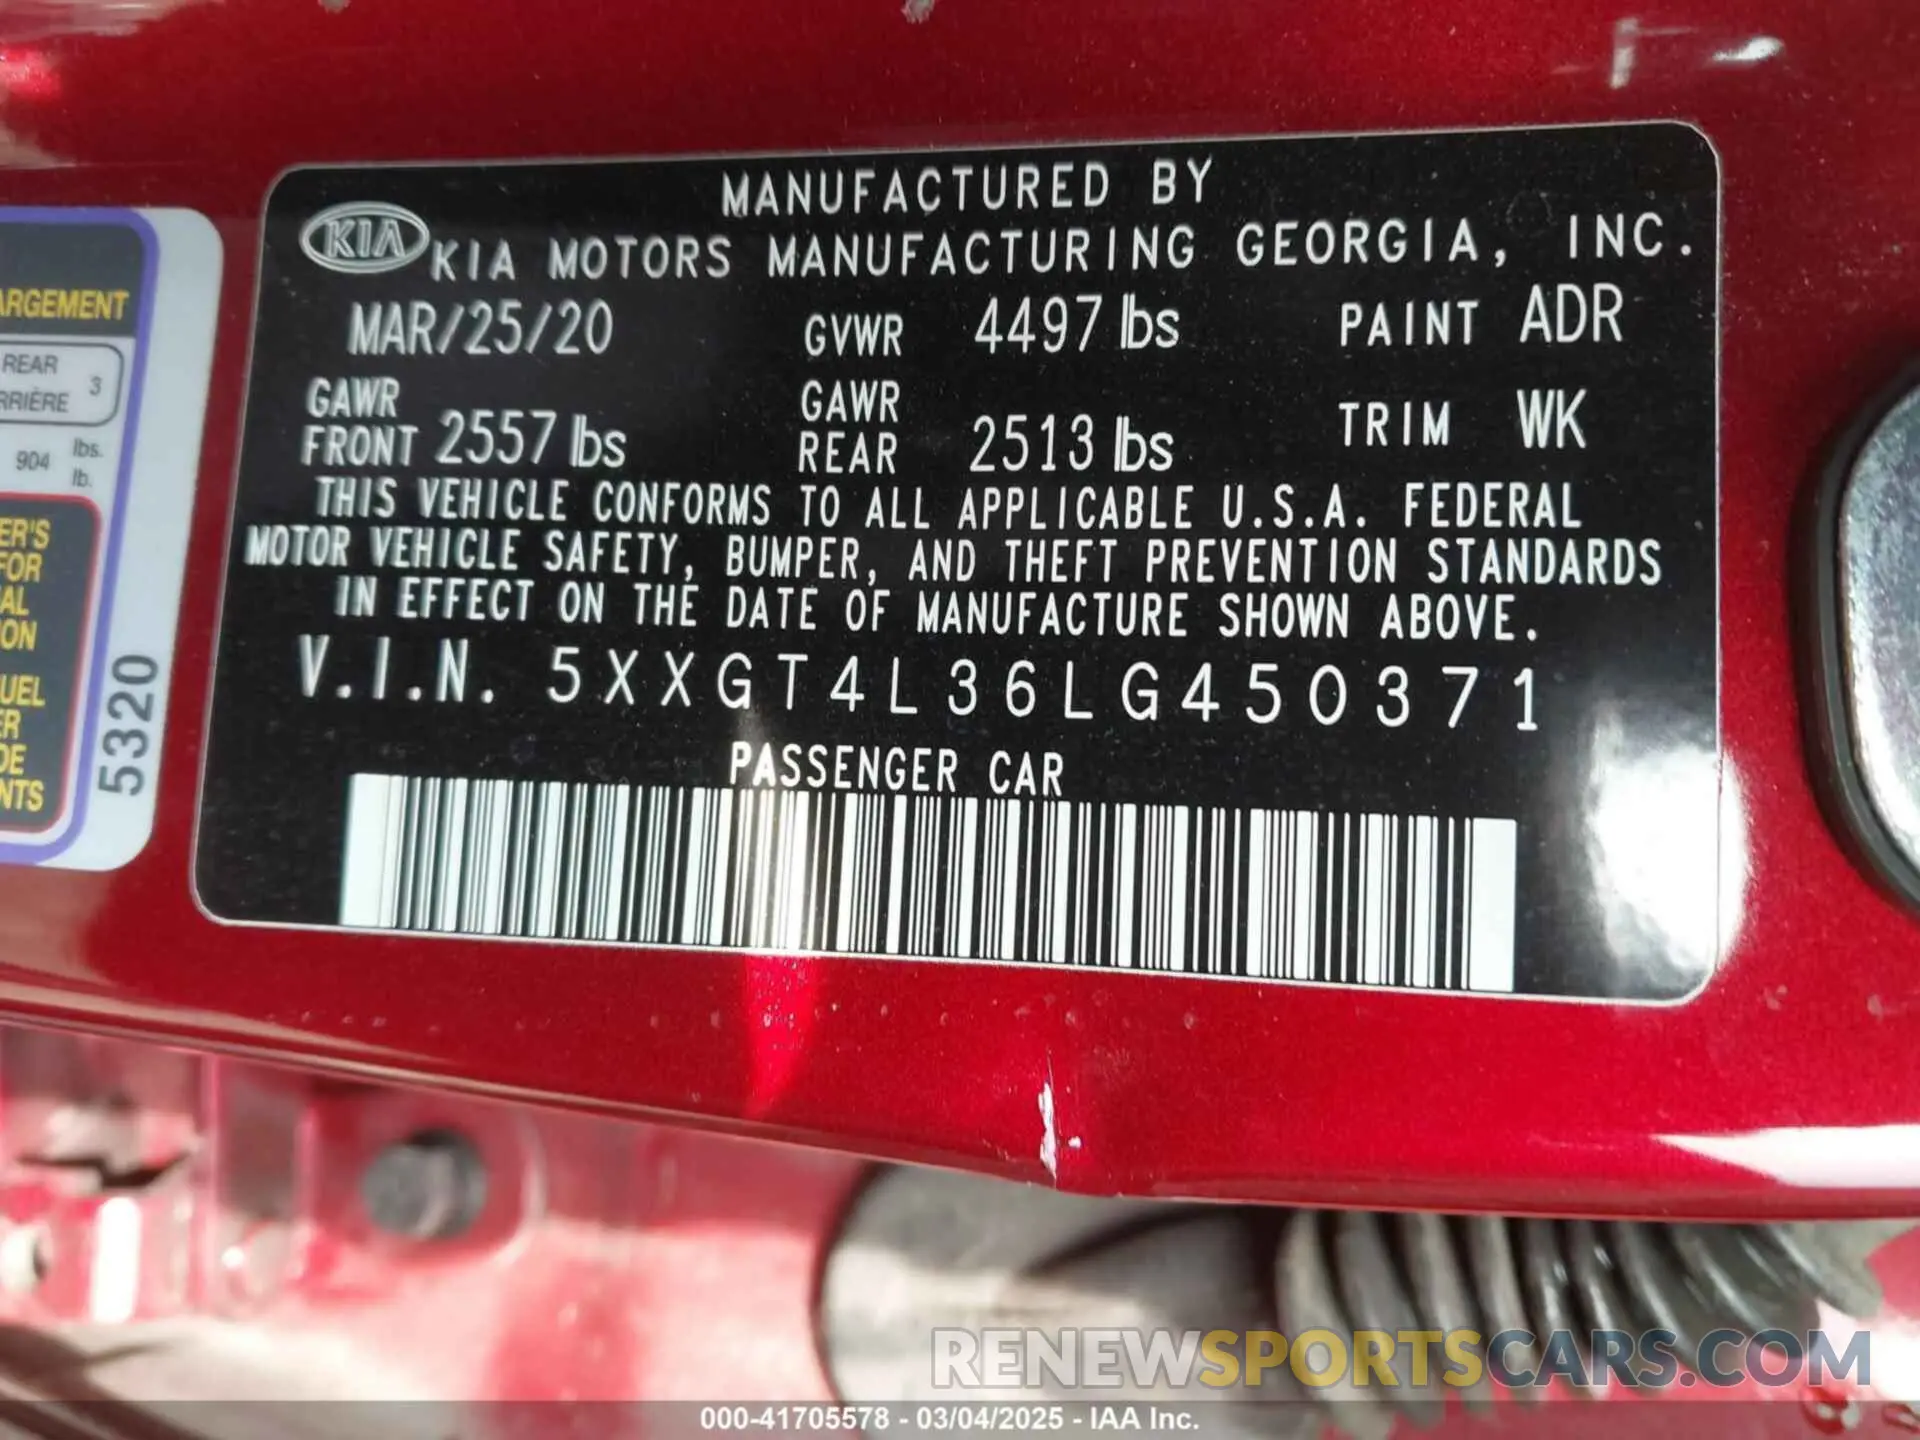 MANUFACTURED BY
KIA KIA MOTORS MANUFACTURING GEORGIA, INC.
MAR/25/20 GVWR 4497 lbs PAINT ADR
GAWR FRONT 2557 lbs GAWR REAR 2513 lbs TRIM WK
THIS VEHICLE CONFORMS TO ALL APPLICABLE U.S.A. FEDERAL
MOTOR VEHICLE SAFETY, BUMPER, AND THEFT PREVENTION STANDARDS
IN EFFECT ON THE DATE OF MANUFACTURE SHOWN ABOVE.
V.I.N. 5XXGT4L36LG450371
PASSENGER CAR
REAR 3
904 lbs.
lb.
FOR
5320
RENEWSPORTSCARS.COM
000-41705578 - 03/04/2025 - IAA Inc.